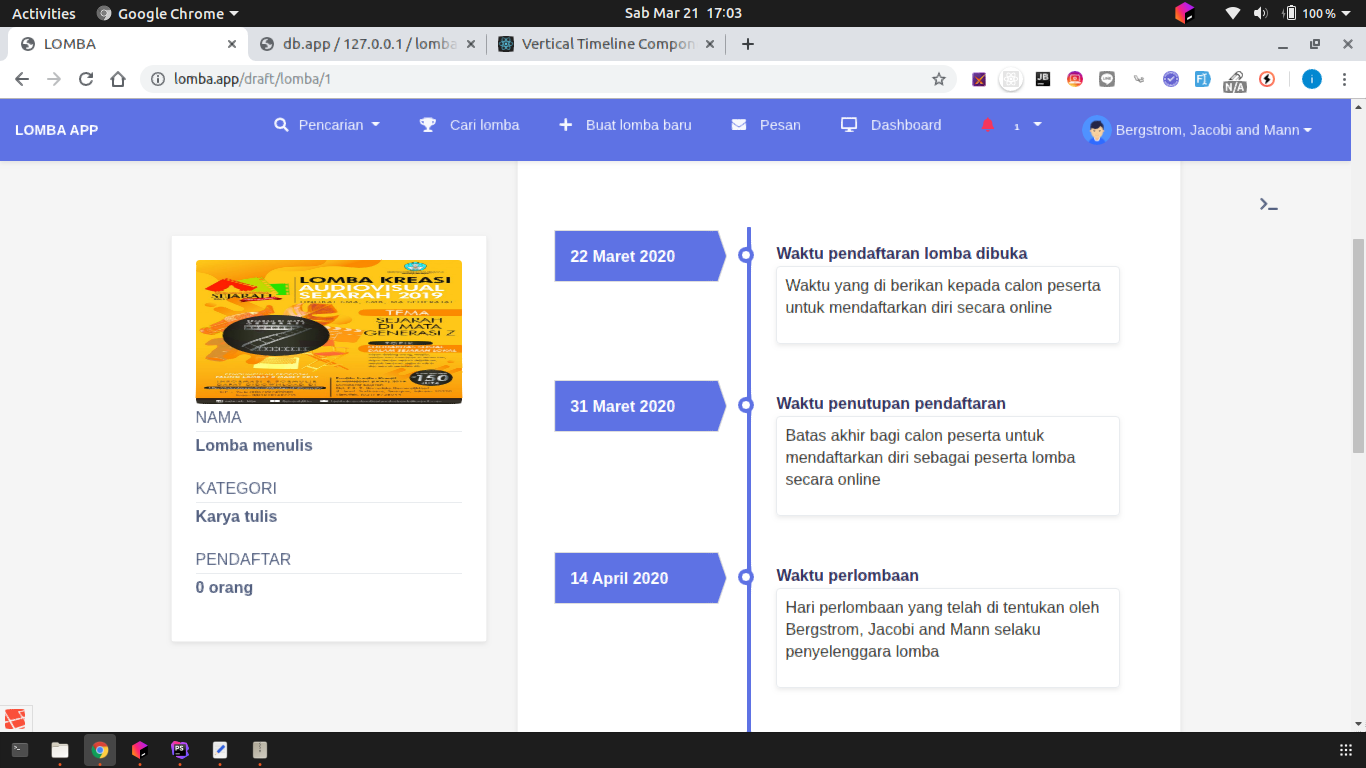 Activities
Google Chrome
Sab Mar 21 17:03
100 %
LOMBA
db.app / 127.0.0.1 / lomba
Vertical Timeline Compon
lomba.app/draft/lomba/1
JB
N/A
i
LOMBA APP
Pencarian
Cari lomba
Buat lomba baru
Pesan
Dashboard
1
Bergstrom, Jacobi and Mann
LOMBA KREASI
AUDIOVISUAL
SEJARAH 2019
TEMA
SEJARAH
DI MATA
GENERASI Z
TOPIK
150
NAMA
Lomba menulis
KATEGORI
Karya tulis
PENDAFTAR
0 orang
22 Maret 2020
Waktu pendaftaran lomba dibuka
Waktu yang di berikan kepada calon peserta
untuk mendaftarkan diri secara online
31 Maret 2020
Waktu penutupan pendaftaran
Batas akhir bagi calon peserta untuk
mendaftarkan diri sebagai peserta lomba
secara online
14 April 2020
Waktu perlombaan
Hari perlombaan yang telah di tentukan oleh
Bergstrom, Jacobi and Mann selaku
penyelenggara lomba
PS